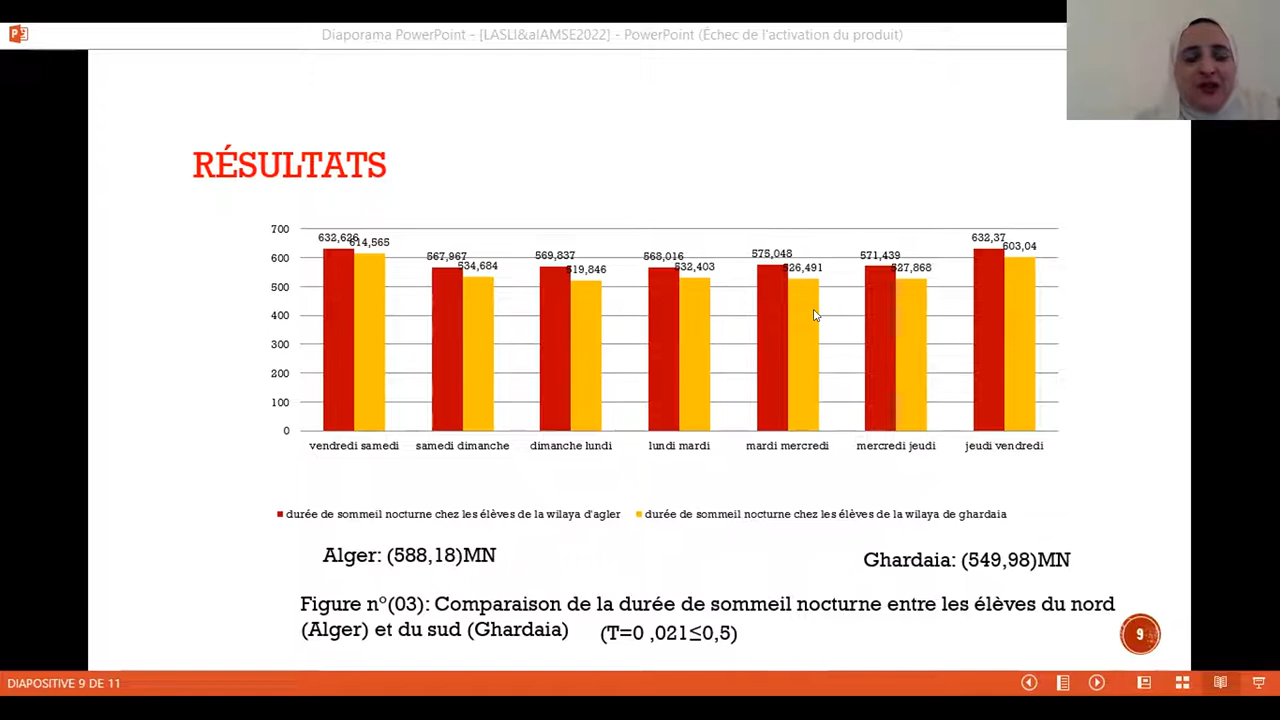 Diaporama PowerPoint - [LASLI&alAMSE2022] - PowerPoint (Échec de l'activation du produit)
RÉSULTATS
700
600
500
400
300
200
100
0
632,626 614,565
567,967 534,684
569,837 519,846
568,016 532,403
575,048 526,491
571,439 527,868
632,37 603,04
vendredi samedi samedi dimanche dimanche lundi lundi mardi mardi mercredi mercredi jeudi jeudi vendredi
durée de sommeil nocturne chez les élèves de la wilaya d'agler durée de sommeil nocturne chez les élèves de la wilaya de ghardaia
Alger: (588,18)MN Ghardaia: (549,98)MN
Figure n°(03): Comparaison de la durée de sommeil nocturne entre les élèves du nord
(Alger) et du sud (Ghardaia) (T=0 ,021≤0,5)
9
DIAPOSITIVE 9 DE 11